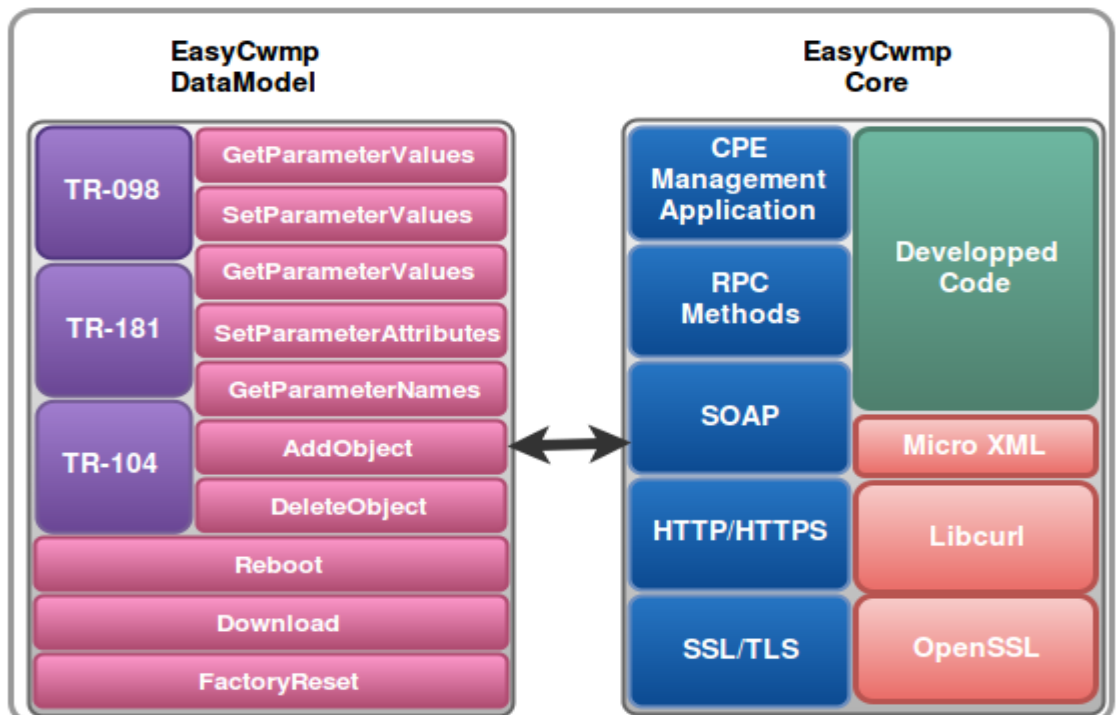 EasyCwmp
DataModel
TR-098
TR-181
TR-104
GetParameterValues
SetParameterValues
GetParameterValues
SetParameterAttributes
GetParameterNames
AddObject
DeleteObject
Reboot
Download
FactoryReset
EasyCwmp
Core
CPE
Management
Application
RPC
Methods
SOAP
HTTP/HTTPS
SSL/TLS
Developped
Code
Micro XML
Libcurl
OpenSSL